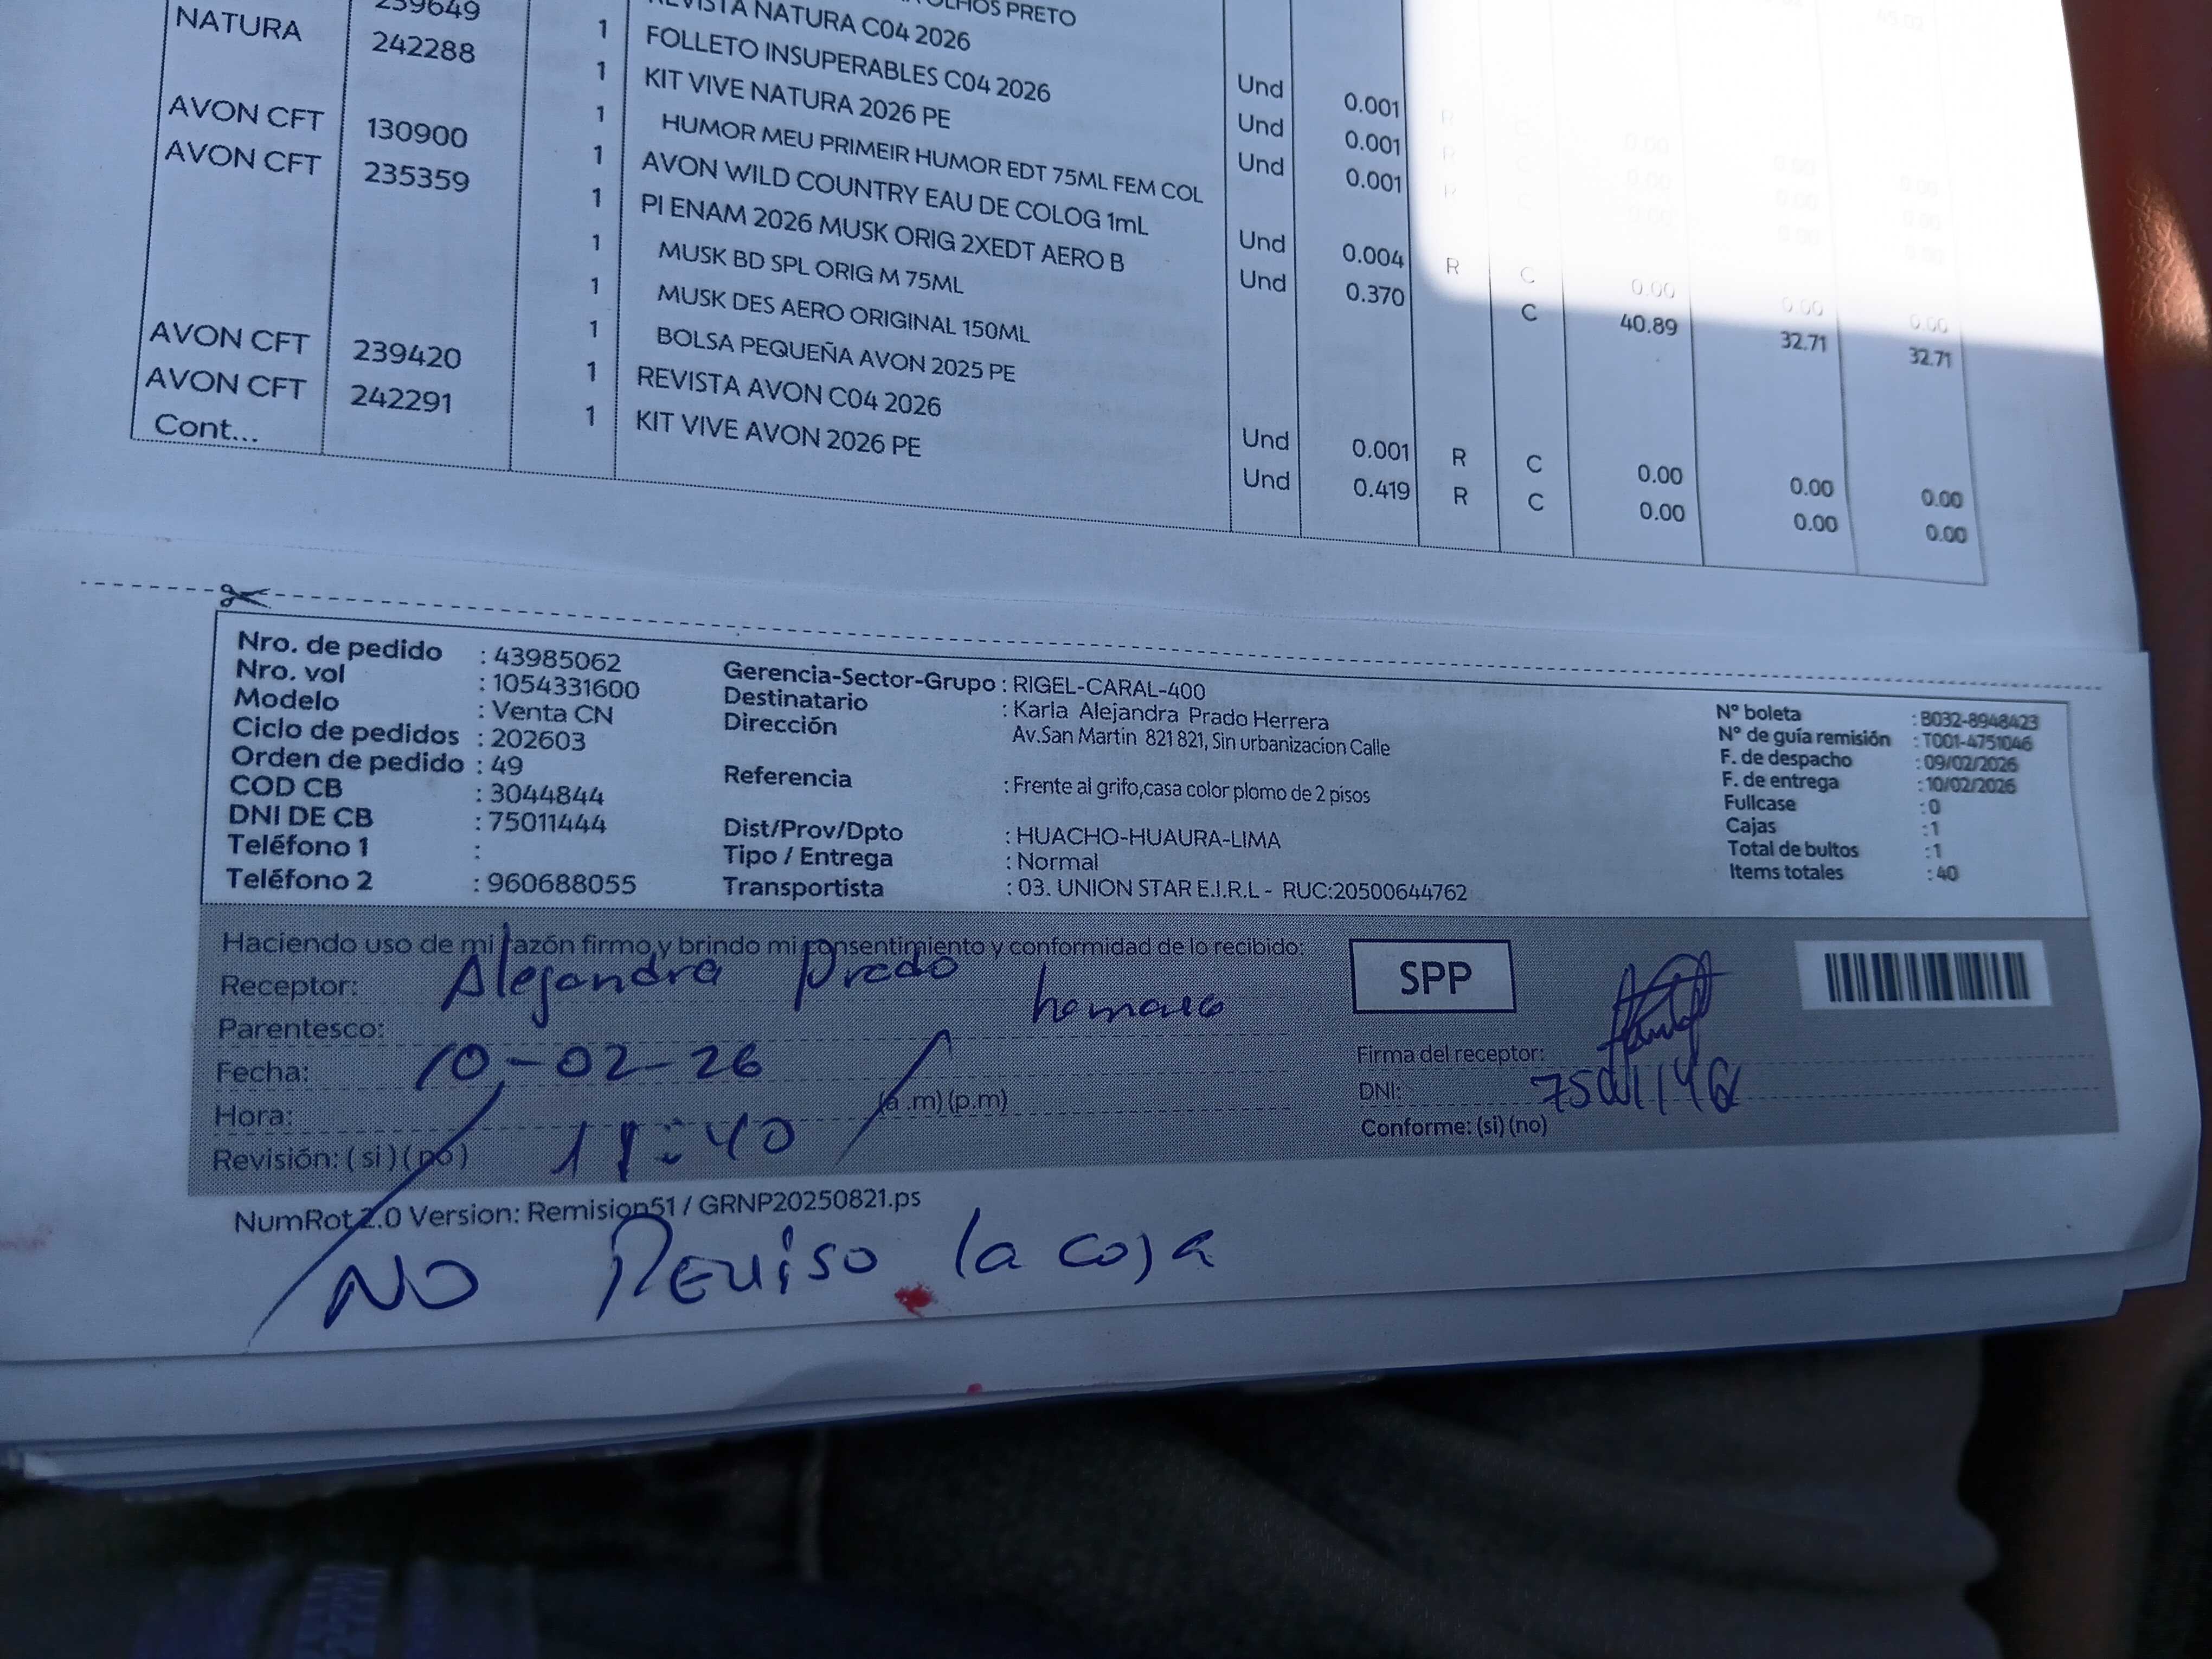 OLHOS PRETO
NATURA 239649 1 REVISTA NATURA C04 2026
242288 1 FOLLETO INSUPERABLES C04 2026 Und 0.001
1 KIT VIVE NATURA 2026 PE Und 0.001
AVON CFT 130900 1 HUMOR MEU PRIMEIR HUMOR EDT 75ML FEM COL Und 0.001
AVON CFT 235359 1 AVON WILD COUNTRY EAU DE COLOG 1mL Und 0.004 R C 0.00 0.00 0.00
1 PI ENAM 2026 MUSK ORIG 2XEDT AERO B Und 0.370 C 40.89 32.71 32.71
1 MUSK BD SPL ORIG M 75ML
1 MUSK DES AERO ORIGINAL 150ML
1 BOLSA PEQUEÑA AVON 2025 PE
AVON CFT 239420 1 REVISTA AVON C04 2026 Und 0.001 R C 0.00 0.00 0.00
AVON CFT 242291 1 KIT VIVE AVON 2026 PE Und 0.419 R C 0.00 0.00 0.00
Cont...
Nro. de pedido : 43985062
Nro. vol : 1054331600
Modelo : Venta CN
Ciclo de pedidos : 202603
Orden de pedido : 49
COD CB : 3044844
DNI DE CB : 75011444
Teléfono 1 :
Teléfono 2 : 960688055
Gerencia-Sector-Grupo : RIGEL-CARAL-400
Destinatario : Karla Alejandra Prado Herrera
Dirección Av.San Martin 821 821, Sin urbanizacion Calle
Referencia : Frente al grifo,casa color plomo de 2 pisos
Dist/Prov/Dpto : HUACHO-HUAURA-LIMA
Tipo / Entrega : Normal
Transportista : 03. UNION STAR E.I.R.L - RUC:20500644762
N° boleta : B032-8948423
N° de guía remisión : T001-4751046
F. de despacho : 09/02/2026
F. de entrega : 10/02/2026
Fullcase : 0
Cajas : 1
Total de bultos : 1
Items totales : 40
Haciendo uso de mi razón firmo,y brindo mi consentimiento y conformidad de lo recibido:
Receptor: Alejandra Prado
Parentesco:
Fecha: 10-02-26
Hora: 11:40 (a.m) (p.m)
Revisión: ( si ) ( no )
SPP
Firma del receptor:
DNI:
Conforme: (si) (no)
NumRot 2.0 Version: Remision51 / GRNP20250821.ps
NO Reviso la caja